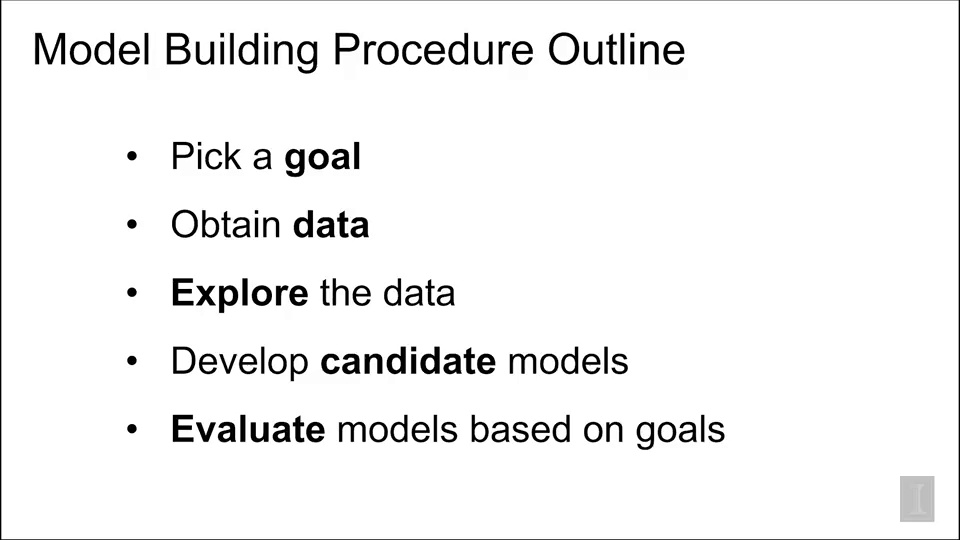 Model Building Procedure Outline
• Pick a goal
• Obtain data
• Explore the data
• Develop candidate models
• Evaluate models based on goals
I